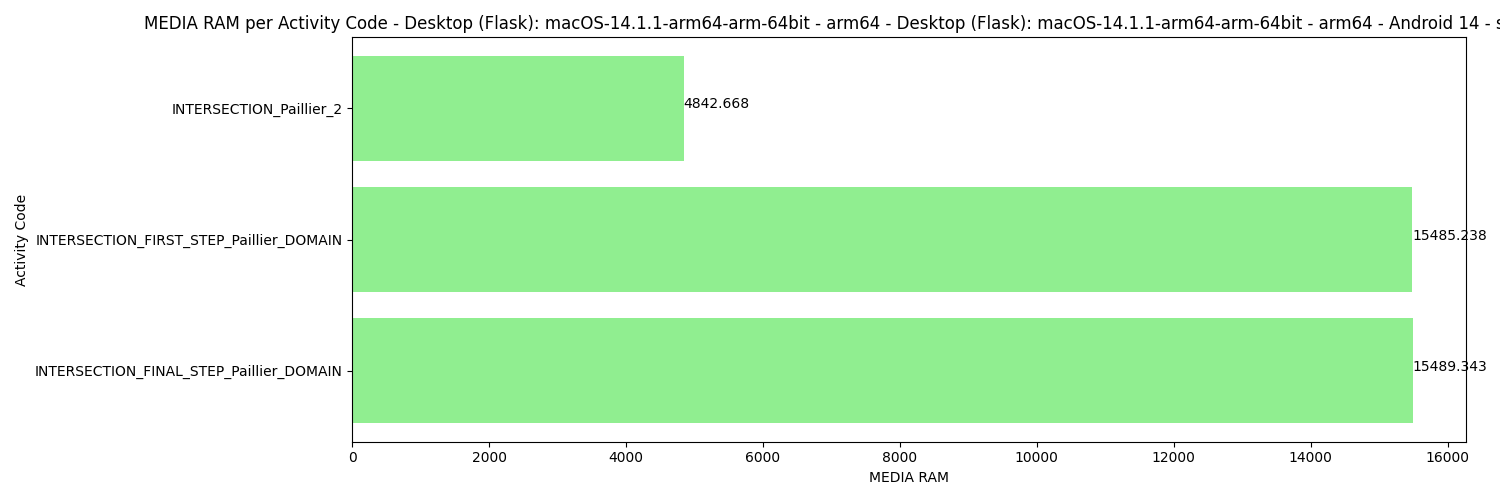 MEDIA RAM per Activity Code - Desktop (Flask): macOS-14.1.1-arm64-arm-64bit - arm64 - Desktop (Flask): macOS-14.1.1-arm64-arm-64bit - arm64 - Android 14 -
INTERSECTION_Paillier_2
4842.668
INTERSECTION_FIRST_STEP_Paillier_DOMAIN
15485.238
INTERSECTION_FINAL_STEP_Paillier_DOMAIN
15489.343
Activity Code
0 2000 4000 6000 8000 10000 12000 14000 16000
MEDIA RAM